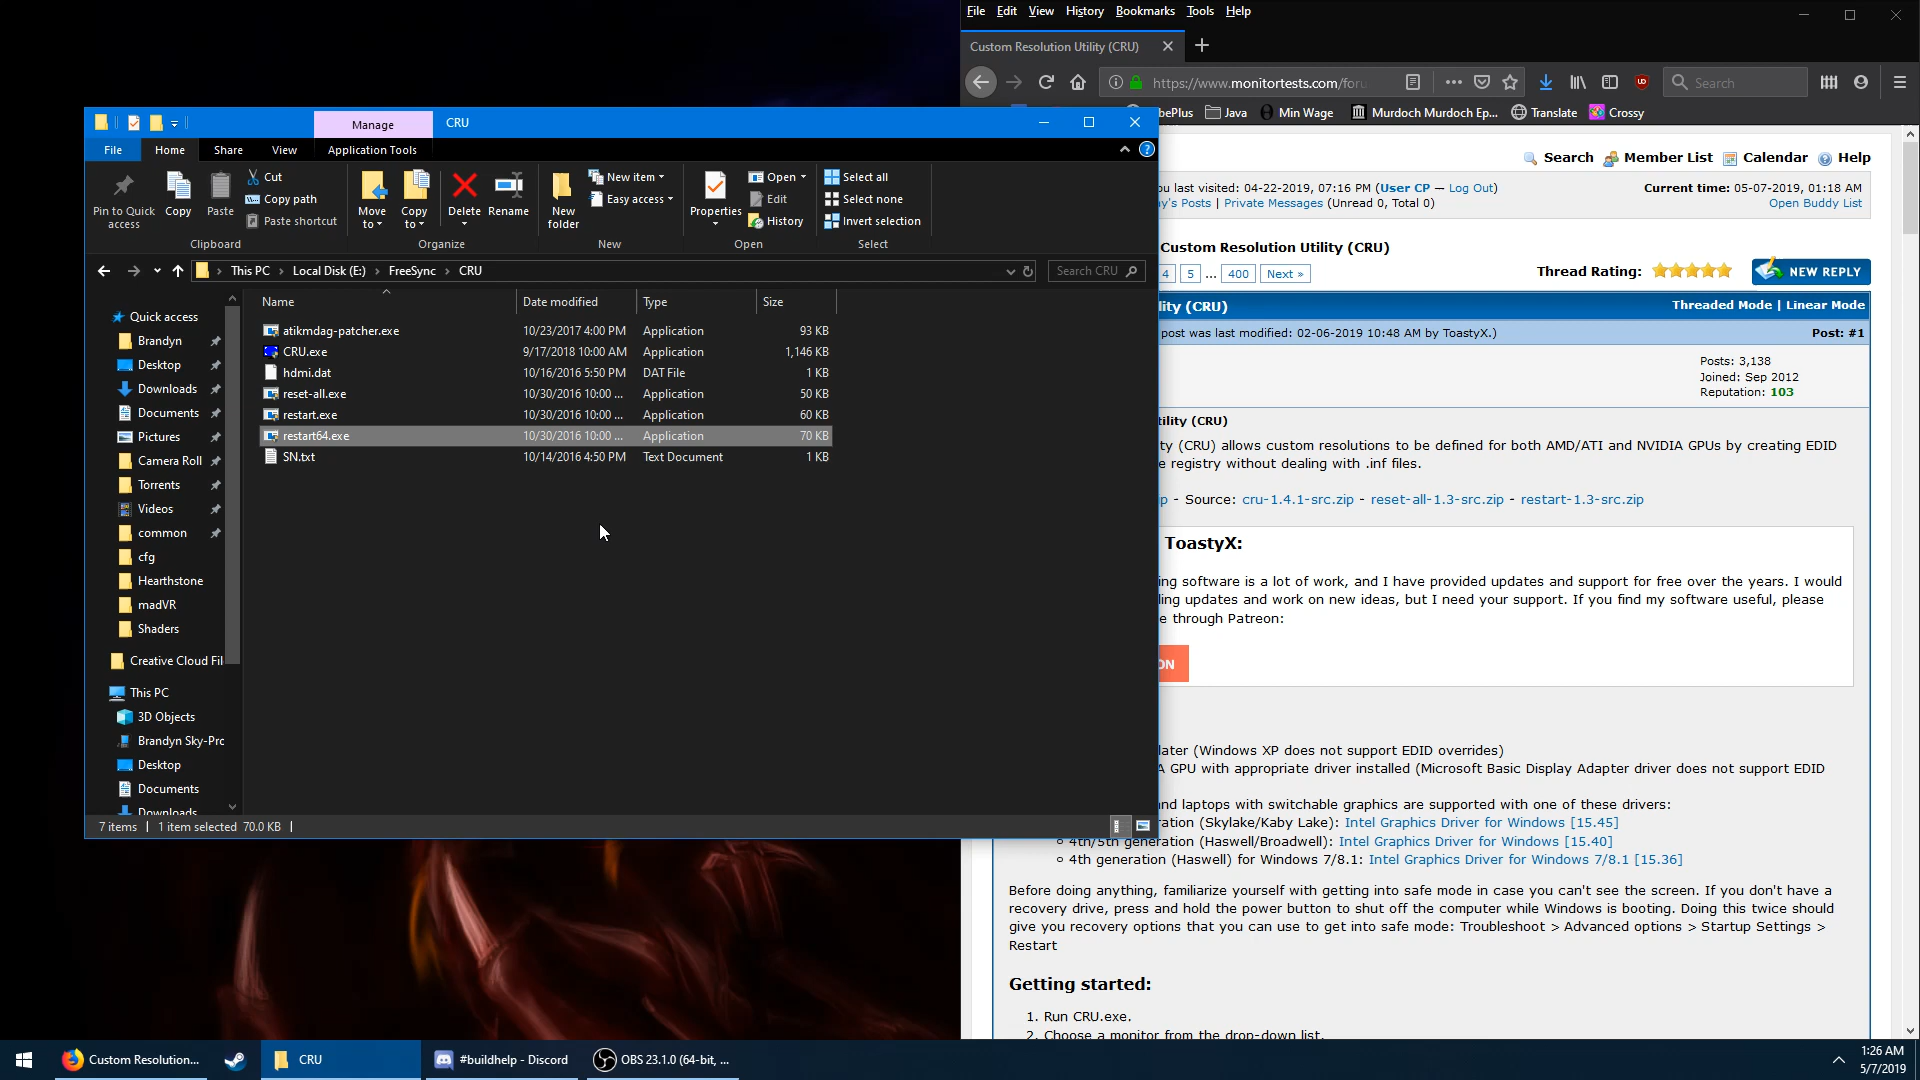 File Edit View History Bookmarks Tools Help
Custom Resolution Utility (CRU)
https://www.monitortests.com/foru
Search
bePlus Java Min Wage Murdoch Murdoch Ep... Translate Crossy
Manage CRU
File Home Share View Application Tools
Pin to Quick access
Copy
Paste
Cut
Copy path
Paste shortcut
Clipboard
Move to
Copy to
Delete
Rename
Organize
New folder
New item
Easy access
New
Properties
Open
Edit
History
Open
Select all
Select none
Invert selection
Select
This PC Local Disk (E:) FreeSync CRU
Search CRU
Name Date modified Type Size
atikmdag-patcher.exe 10/23/2017 4:00 PM Application 93 KB
CRU.exe 9/17/2018 10:00 AM Application 1,146 KB
hdmi.dat 10/16/2016 5:50 PM DAT File 1 KB
reset-all.exe 10/30/2016 10:00 ... Application 50 KB
restart.exe 10/30/2016 10:00 ... Application 60 KB
restart64.exe 10/30/2016 10:00 ... Application 70 KB
SN.txt 10/14/2016 4:50 PM Text Document 1 KB
Quick access
Brandyn
Desktop
Downloads
Documents
Pictures
Camera Roll
Torrents
Videos
common
cfg
Hearthstone
madVR
Shaders
Creative Cloud Fil
This PC
3D Objects
Brandyn Sky-Pro
Desktop
Documents
Downloads
7 items 1 item selected 70.0 KB
Search Member List Calendar Help
ou last visited: 04-22-2019, 07:16 PM (User CP — Log Out)
Current time: 05-07-2019, 01:18 AM
y's Posts | Private Messages (Unread 0, Total 0)
Open Buddy List
Custom Resolution Utility (CRU)
4 5 ... 400 Next »
Thread Rating:
NEW REPLY
ity (CRU)
Threaded Mode | Linear Mode
post was last modified: 02-06-2019 10:48 AM by ToastyX.)
Post: #1
Posts: 3,138
Joined: Sep 2012
Reputation: 103
tility (CRU)
ty (CRU) allows custom resolutions to be defined for both AMD/ATI and NVIDIA GPUs by creating EDID
e registry without dealing with .inf files.
p - Source: cru-1.4.1-src.zip - reset-all-1.3-src.zip - restart-1.3-src.zip
ToastyX:
ing software is a lot of work, and I have provided updates and support for free over the years. I would
ling updates and work on new ideas, but I need your support. If you find my software useful, please
e through Patreon:
ON
later (Windows XP does not support EDID overrides)
A GPU with appropriate driver installed (Microsoft Basic Display Adapter driver does not support EDID
nd laptops with switchable graphics are supported with one of these drivers:
ration (Skylake/Kaby Lake): Intel Graphics Driver for Windows [15.45]
4th/5th generation (Haswell/Broadwell): Intel Graphics Driver for Windows [15.40]
4th generation (Haswell) for Windows 7/8.1: Intel Graphics Driver for Windows 7/8.1 [15.36]
Before doing anything, familiarize yourself with getting into safe mode in case you can't see the screen. If you don't have a
recovery drive, press and hold the power button to shut off the computer while Windows is booting. Doing this twice should
give you recovery options that you can use to get into safe mode: Troubleshoot > Advanced options > Startup Settings >
Restart
Getting started:
1. Run CRU.exe.
2. Choose a monitor from the drop-down list.
Custom Resolution...
CRU
#buildhelp - Discord
OBS 23.1.0 (64-bit, ...
1:26 AM
5/7/2019